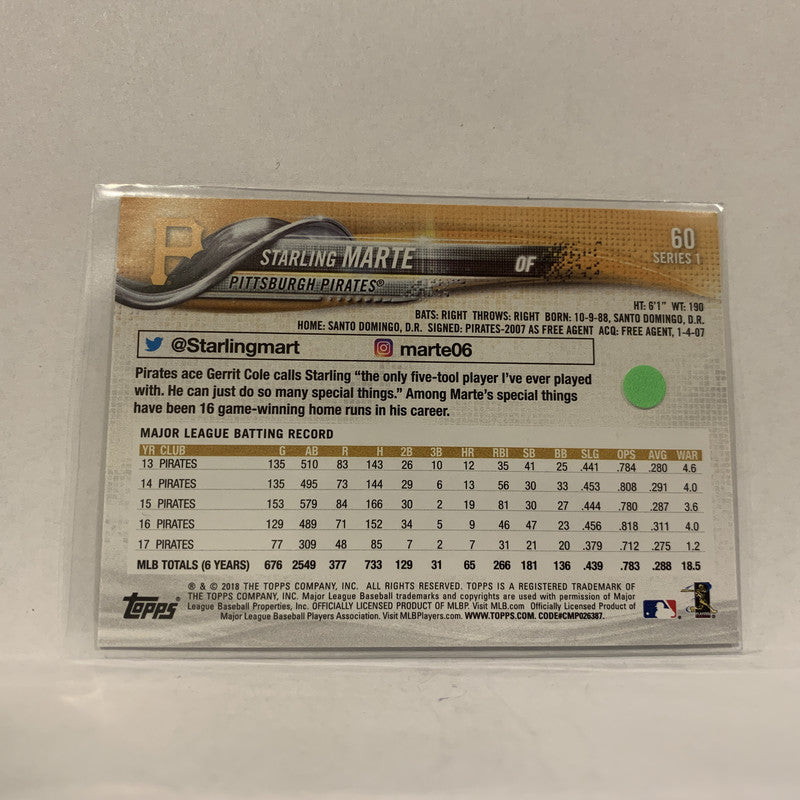 P
STARLING MARTE OF
PITTSBURGH PIRATES®
60
SERIES 1
HT: 6'1" WT: 190
BATS: RIGHT THROWS: RIGHT BORN: 10-9-88, SANTO DOMINGO, D.R.
HOME: SANTO DOMINGO, D.R. SIGNED: PIRATES-2007 AS FREE AGENT ACQ: FREE AGENT, 1-4-07
@Starlingmart marte06
Pirates ace Gerrit Cole calls Starling “the only five-tool player I’ve ever played
with. He can just do so many special things.” Among Marte’s special things
have been 16 game-winning home runs in his career.
MAJOR LEAGUE BATTING RECORD
YR CLUB G AB R H 2B 3B HR RBI SB BB SLG OPS AVG WAR
13 PIRATES 135 510 83 143 26 10 12 35 41 25 .441 .784 .280 4.6
14 PIRATES 135 495 73 144 29 6 13 56 30 33 .453 .808 .291 4.0
15 PIRATES 153 579 84 166 30 2 19 81 30 27 .444 .780 .287 3.6
16 PIRATES 129 489 71 152 34 5 9 46 47 23 .456 .818 .311 4.0
17 PIRATES 77 309 48 85 7 2 7 31 21 20 .379 .712 .275 1.2
MLB TOTALS (6 YEARS) 676 2549 377 733 129 31 65 266 181 136 .439 .783 .288 18.5
® & © 2018 THE TOPPS COMPANY, INC. ALL RIGHTS RESERVED. TOPPS IS A REGISTERED TRADEMARK OF
THE TOPPS COMPANY, INC. Major League Baseball trademarks and copyrights are used with permission of Major
League Baseball Properties, Inc. OFFICIALLY LICENSED PRODUCT OF MLBP. Visit MLB.com Officially Licensed Product of
Major League Baseball Players Association. Visit MLBPlayers.com. WWW.TOPPS.COM. CODE#CMP026387.
Topps®